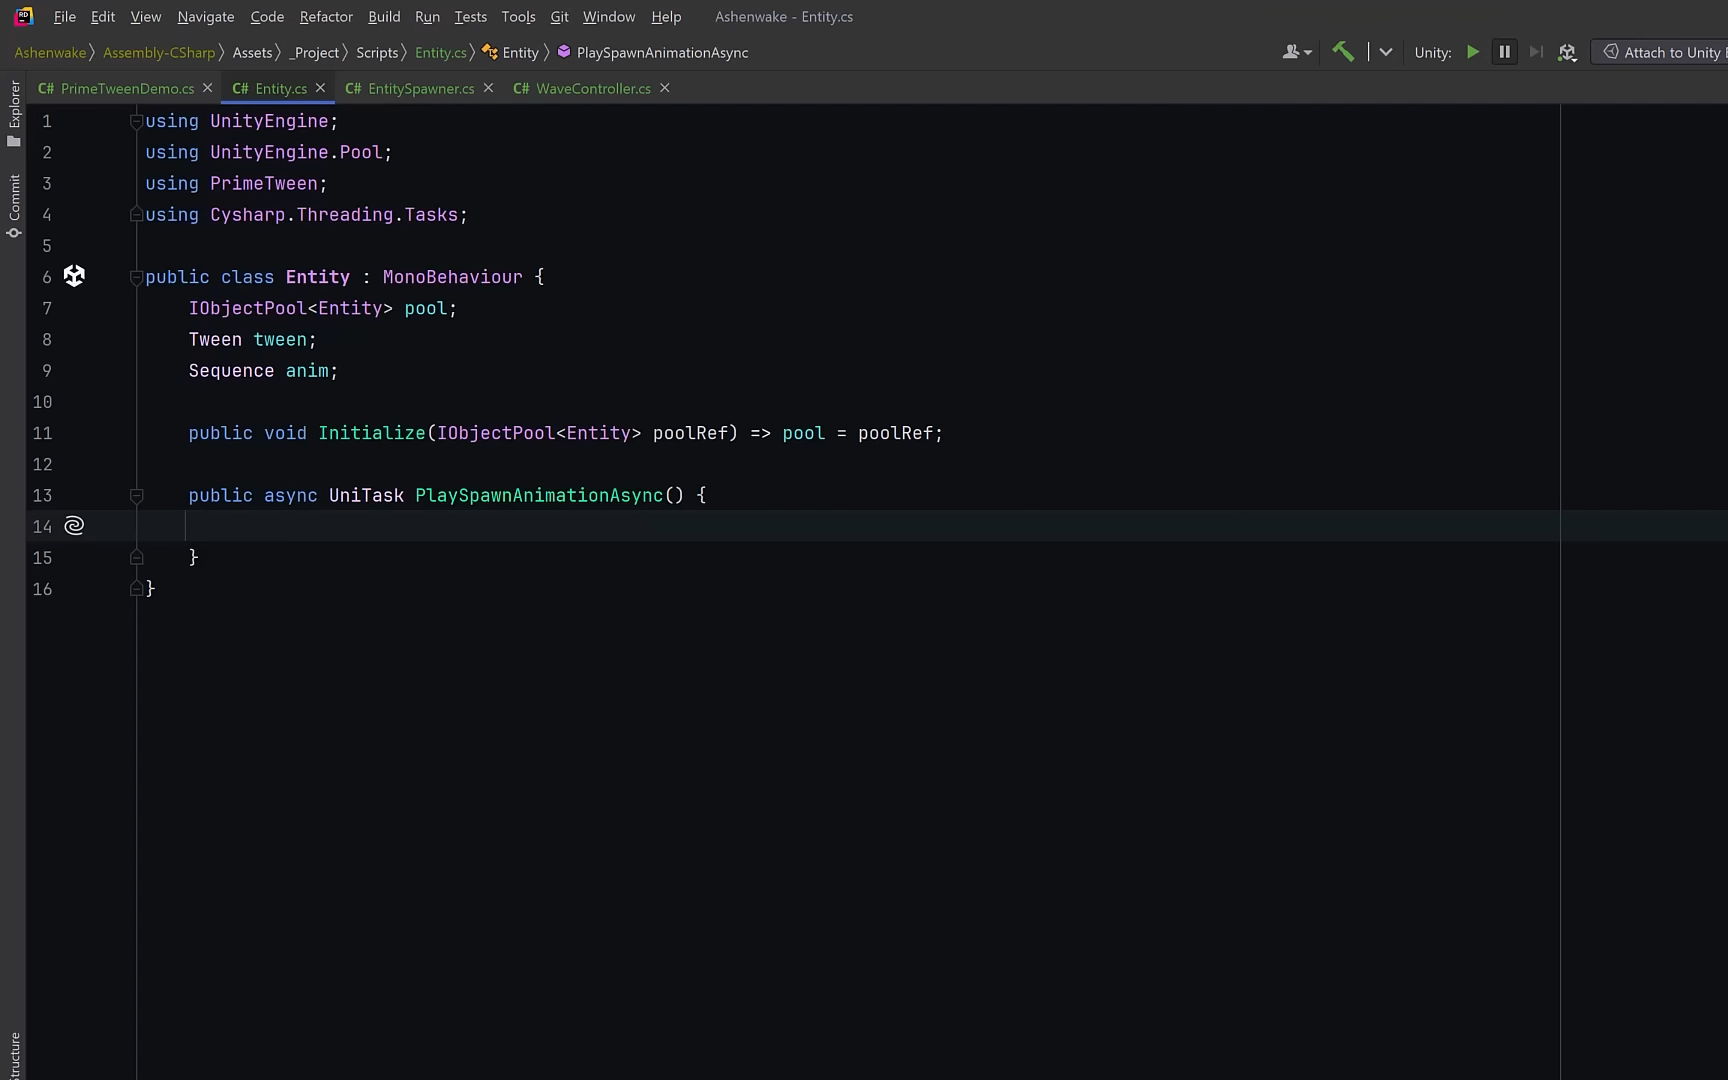 File Edit View Navigate Code Refactor Build Run Tests Tools Git Window Help Ashenwake - Entity.cs
Ashenwake Assembly-CSharp Assets _Project Scripts Entity.cs Entity PlaySpawnAnimationAsync Unity: Attach to Unity E
C# PrimeTweenDemo.cs C# Entity.cs C# EntitySpawner.cs C# WaveController.cs
Explorer
Commit
Structure
1 using UnityEngine;
2 using UnityEngine.Pool;
3 using PrimeTween;
4 using Cysharp.Threading.Tasks;
5
6 public class Entity : MonoBehaviour {
7 IObjectPool<Entity> pool;
8 Tween tween;
9 Sequence anim;
10
11 public void Initialize(IObjectPool<Entity> poolRef) => pool = poolRef;
12
13 public async UniTask PlaySpawnAnimationAsync() {
14
15 }
16 }